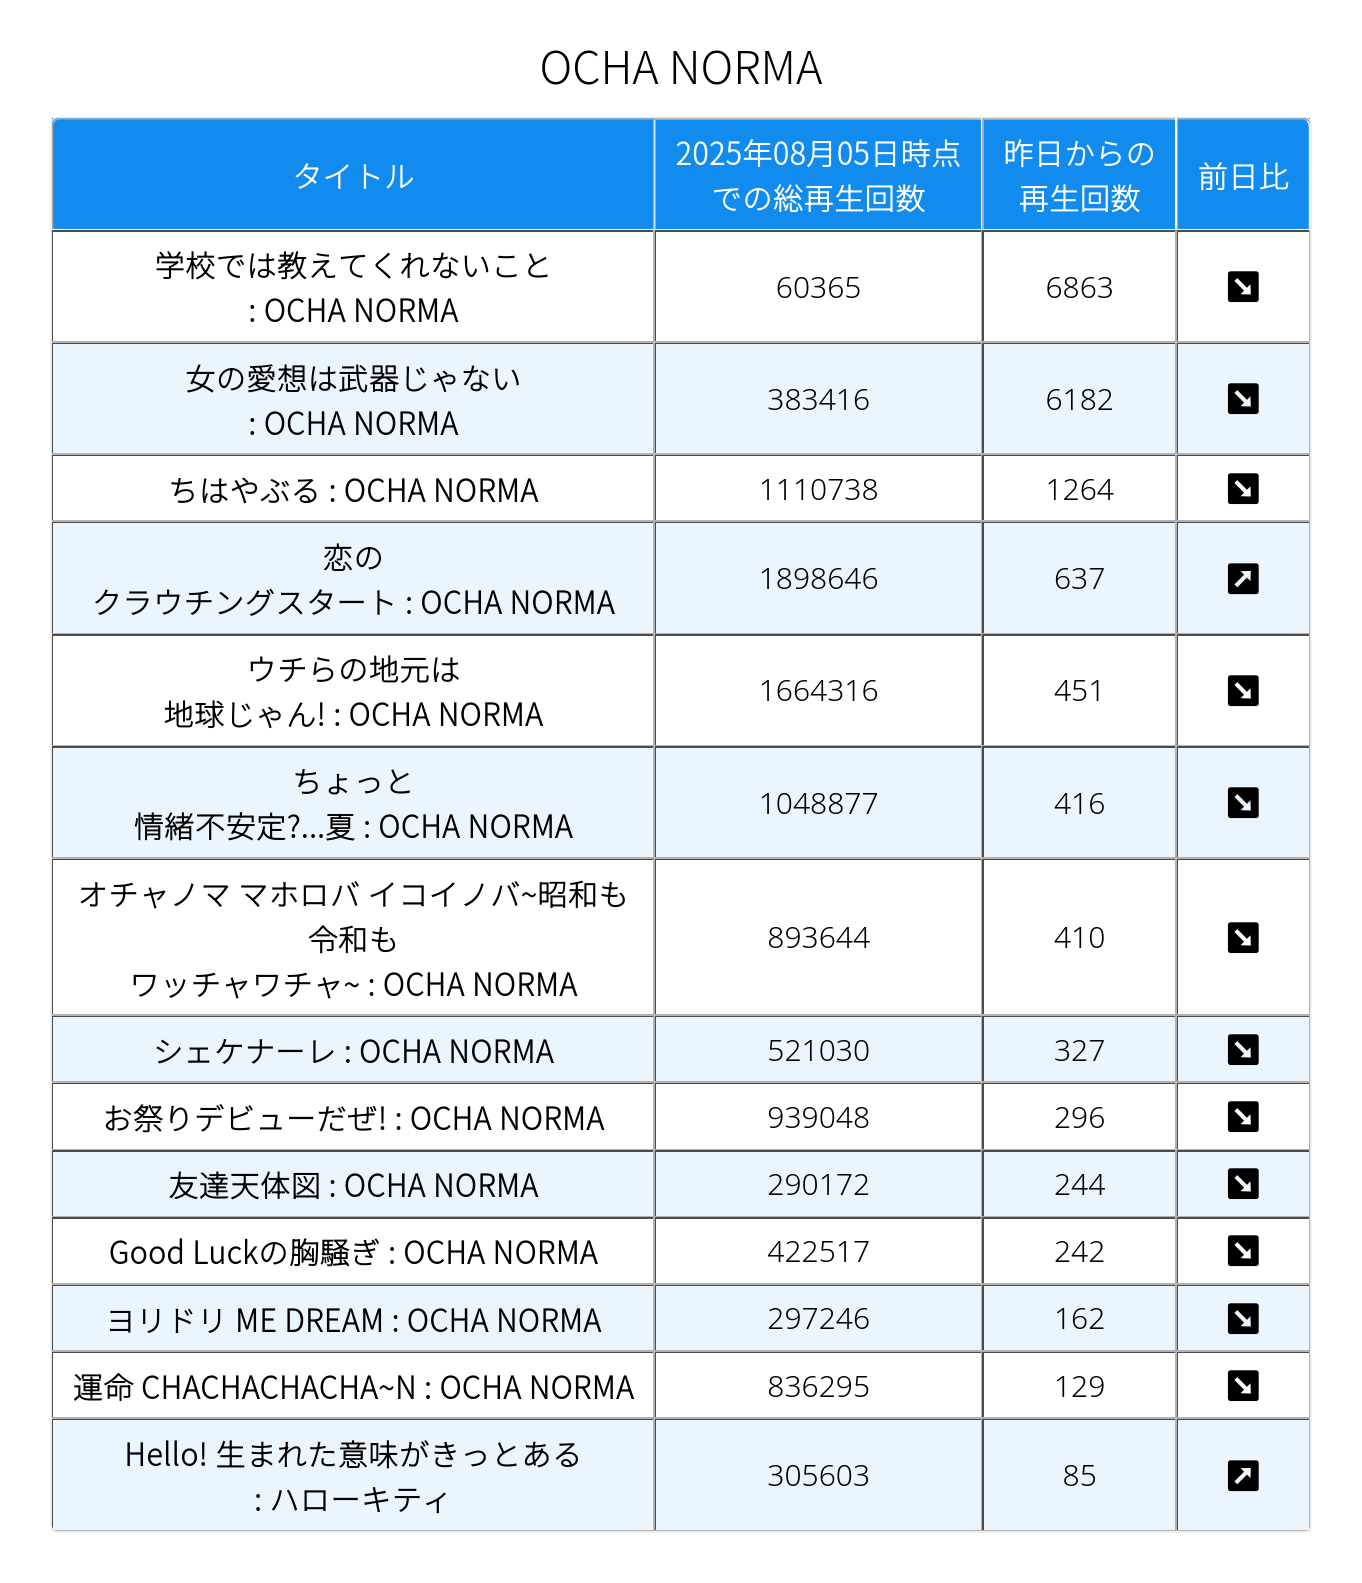 OCHA NORMA
タイトル
2025年08月05日時点
での総再生回数
昨日からの
再生回数
前日比
学校では教えてくれないこと
: OCHA NORMA
60365
6863
女の愛想は武器じゃない
: OCHA NORMA
383416
6182
ちはやぶる : OCHA NORMA
1110738
1264
恋の
クラウチングスタート : OCHA NORMA
1898646
637
ウチらの地元は
地球じゃん! : OCHA NORMA
1664316
451
ちょっと
情緒不安定?...夏 : OCHA NORMA
1048877
416
オチャノマ マホロバ イコイノバ~昭和も
令和も
ワッチャワチャ~ : OCHA NORMA
893644
410
シェケナーレ : OCHA NORMA
521030
327
お祭りデビューだぜ! : OCHA NORMA
939048
296
友達天体図 : OCHA NORMA
290172
244
Good Luckの胸騒ぎ : OCHA NORMA
422517
242
ヨリドリ ME DREAM : OCHA NORMA
297246
162
運命 CHACHACHACHA~N : OCHA NORMA
836295
129
Hello! 生まれた意味がきっとある
: ハローキティ
305603
85